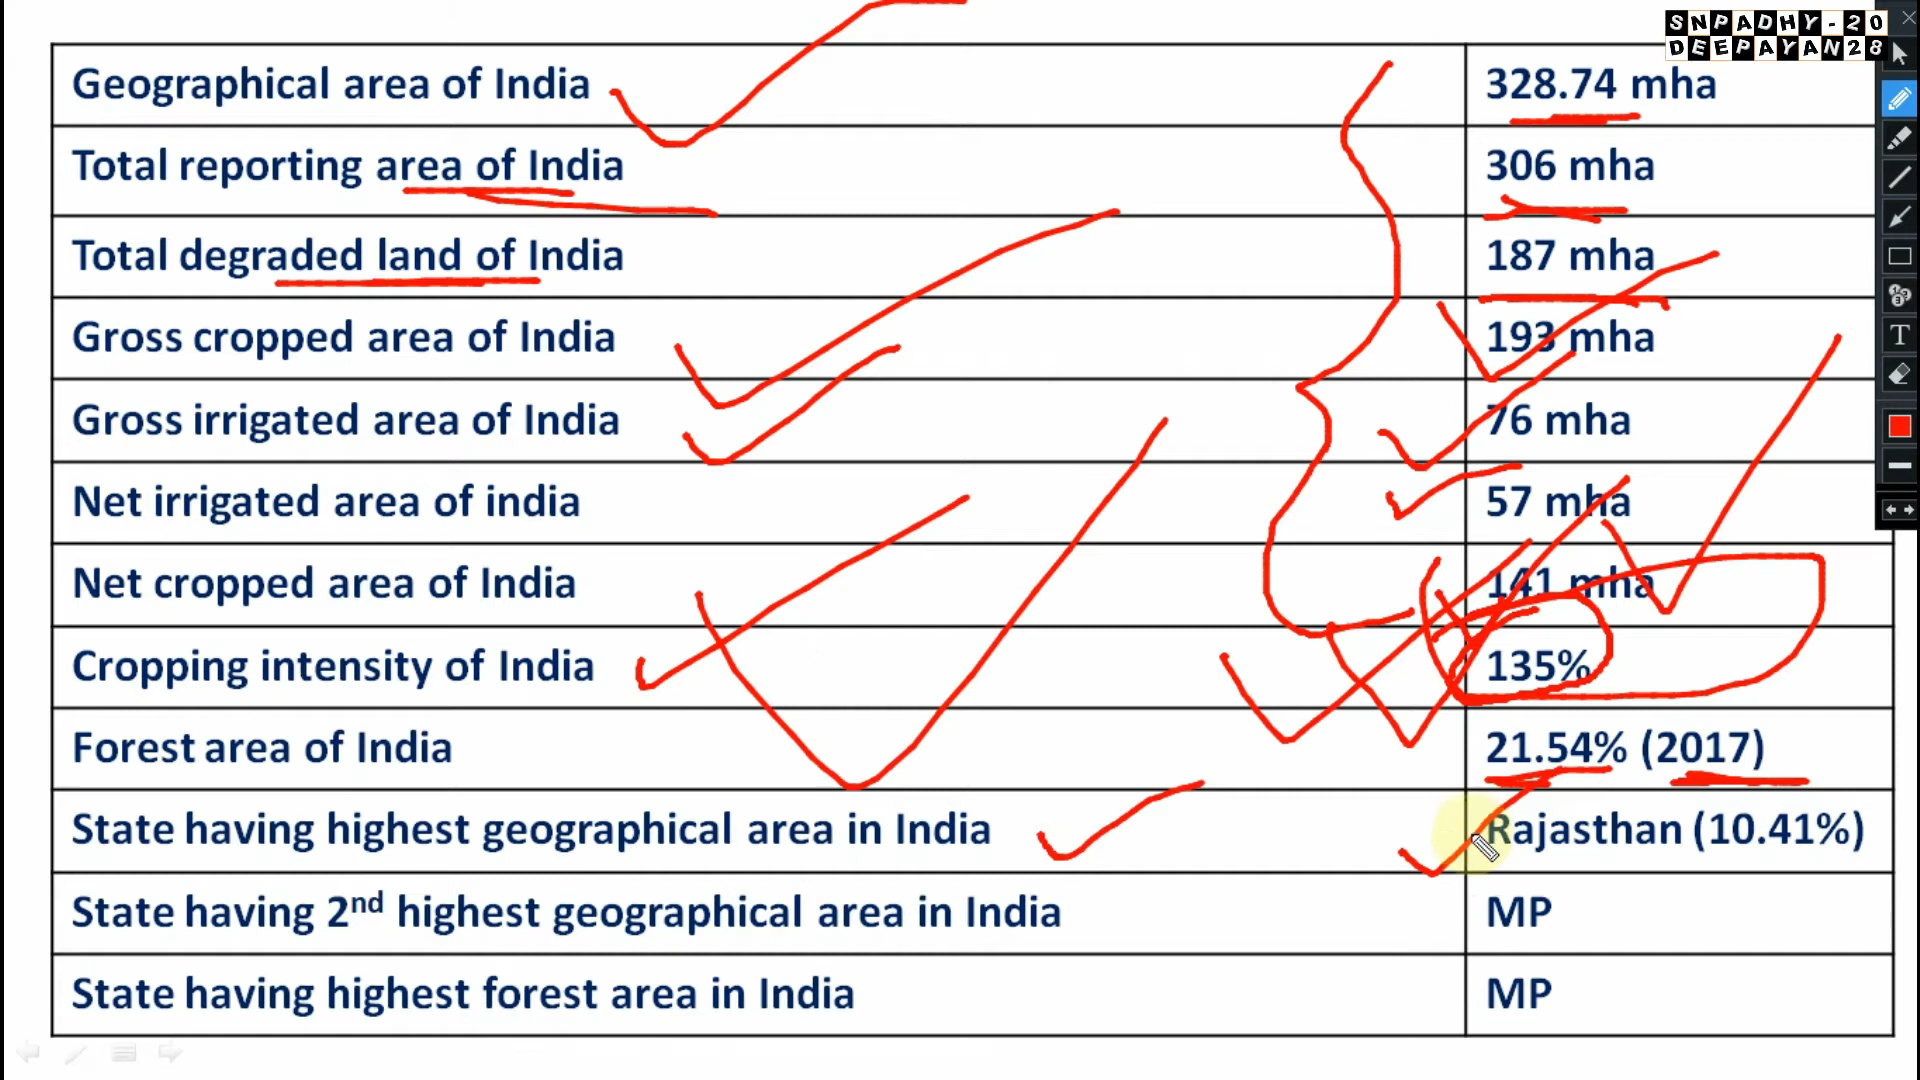 SNPADHY-20
DEEPAYAN28
Geographical area of India 328.74 mha
Total reporting area of India 306 mha
Total degraded land of India 187 mha
Gross cropped area of India 193 mha
Gross irrigated area of India 76 mha
Net irrigated area of india 57 mha
Net cropped area of India 141 mha
Cropping intensity of India 135%
Forest area of India 21.54% (2017)
State having highest geographical area in India Rajasthan (10.41%)
State having 2nd highest geographical area in India MP
State having highest forest area in India MP